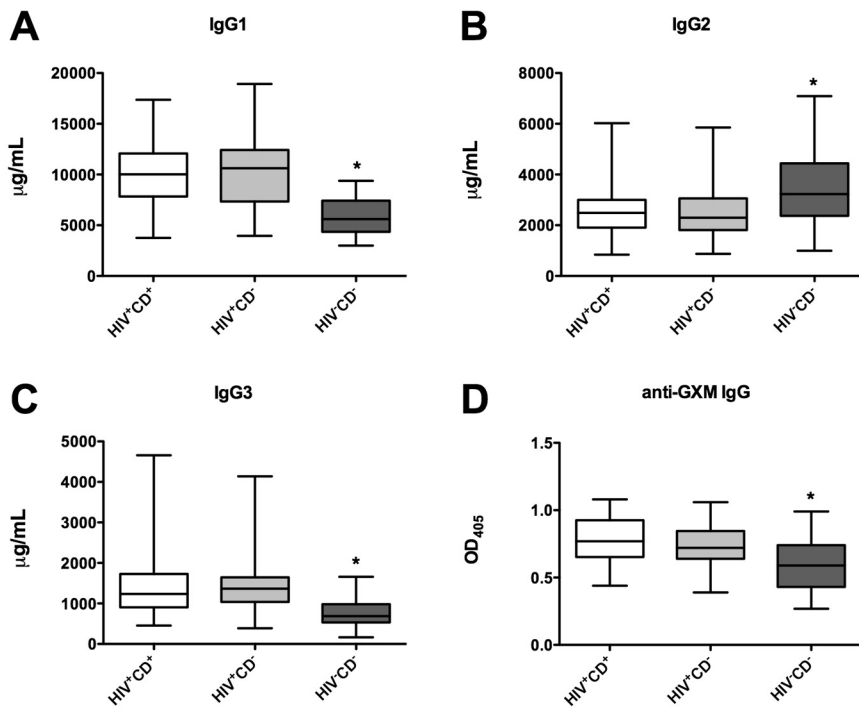 A
IgG1
μg/mL
20000
15000
10000
5000
0
*
HIV⁺CD⁺
HIV⁺CD⁻
HIV⁻CD⁻
B
IgG2
μg/mL
8000
6000
4000
2000
0
*
HIV⁺CD⁺
HIV⁺CD⁻
HIV⁻CD⁻
C
IgG3
μg/mL
5000
4000
3000
2000
1000
0
*
HIV⁺CD⁺
HIV⁺CD⁻
HIV⁻CD⁻
D
anti-GXM IgG
OD₄₀₅
1.5
1.0
0.5
0.0
*
HIV⁺CD⁺
HIV⁺CD⁻
HIV⁻CD⁻